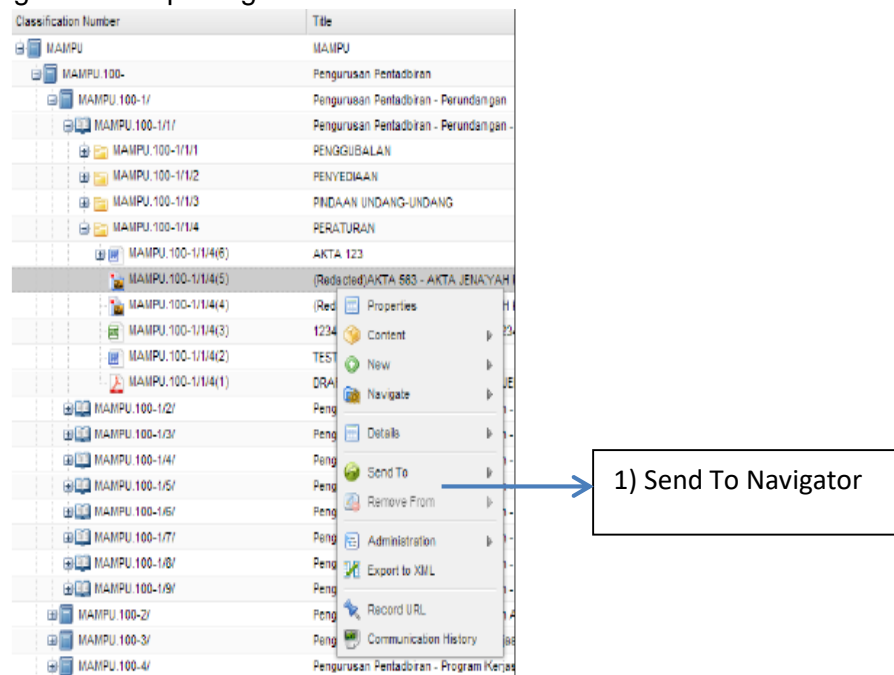 Classification Number Title
MAMPU MAMPU
MAMPU.100- Pengurusan Pentadbiran
MAMPU.100-1/ Pengurusan Pentadbiran - Perundangan
MAMPU.100-1/1/ Pengurusan Pentadbiran - Perundangan -
MAMPU.100-1/1/1 PENGGUBALAN
MAMPU.100-1/1/2 PENYEDIAAN
MAMPU.100-1/1/3 PINDAAN UNDANG-UNDANG
MAMPU.100-1/1/4 PERATURAN
MAMPU.100-1/1/4(6) AKTA 123
MAMPU.100-1/1/4(5) (Redacted)AKTA 563 - AKTA JENAYAH
MAMPU.100-1/1/4(4) (Red Properties
MAMPU.100-1/1/4(3) 1234 Content
MAMPU.100-1/1/4(2) TEST New
MAMPU.100-1/1/4(1) DRA Navigate
MAMPU.100-1/2/ Peng
MAMPU.100-1/3/ Peng Details
MAMPU.100-1/4/ Peng
MAMPU.100-1/5/ Peng Send To
1) Send To Navigator
MAMPU.100-1/6/ Peng Remove From
MAMPU.100-1/7/ Peng Administration
MAMPU.100-1/8/ Peng Export to XML
MAMPU.100-1/9/ Peng
MAMPU.100-2/ Peng Record URL
MAMPU.100-3/ Peng Communication History
MAMPU.100-4/ Pengurusan Pentadbiran - Program Kerjas